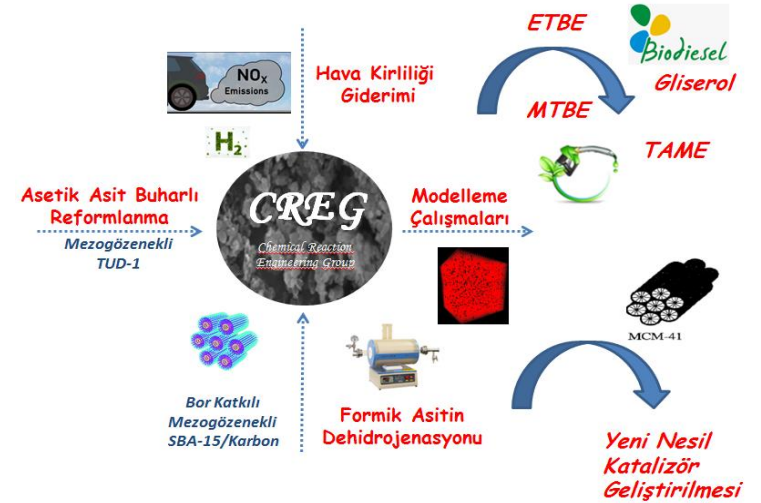 ETBE
Biodiesel
Gliserol
NOx
Emissions
Hava Kirliliği
Giderimi
MTBE
TAME
H2
Asetik Asit Buharlı
Reformlanma
Mezogözenekli
TUD-1
CREG
Chemical Reaction
Engineering Group
Modelleme
Çalışmaları
MCM-41
Bor Katkılı
Mezogözenekli
SBA-15/Karbon
Formik Asitin
Dehidrojenasyonu
Yeni Nesil
Katalizör
Geliştirilmesi